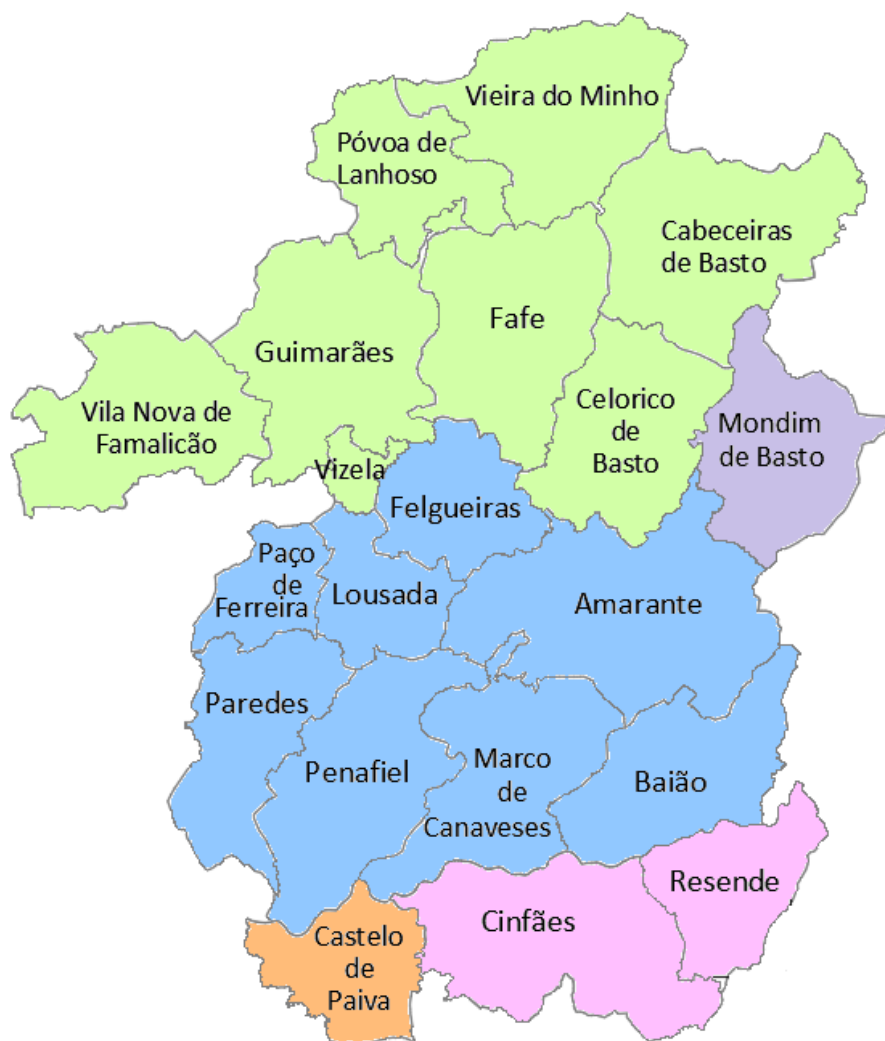 Vieira do Minho
Póvoa de
Lanhoso
Cabeceiras
de Basto
Fafe
Guimarães
Vila Nova de
Famalicão
Celorico
de
Basto
Mondim
de Basto
Vizela
Felgueiras
Paço
de
Ferreira
Lousada
Amarante
Paredes
Penafiel
Marco
de
Canaveses
Baião
Resende
Cinfães
Castelo
de
Paiva